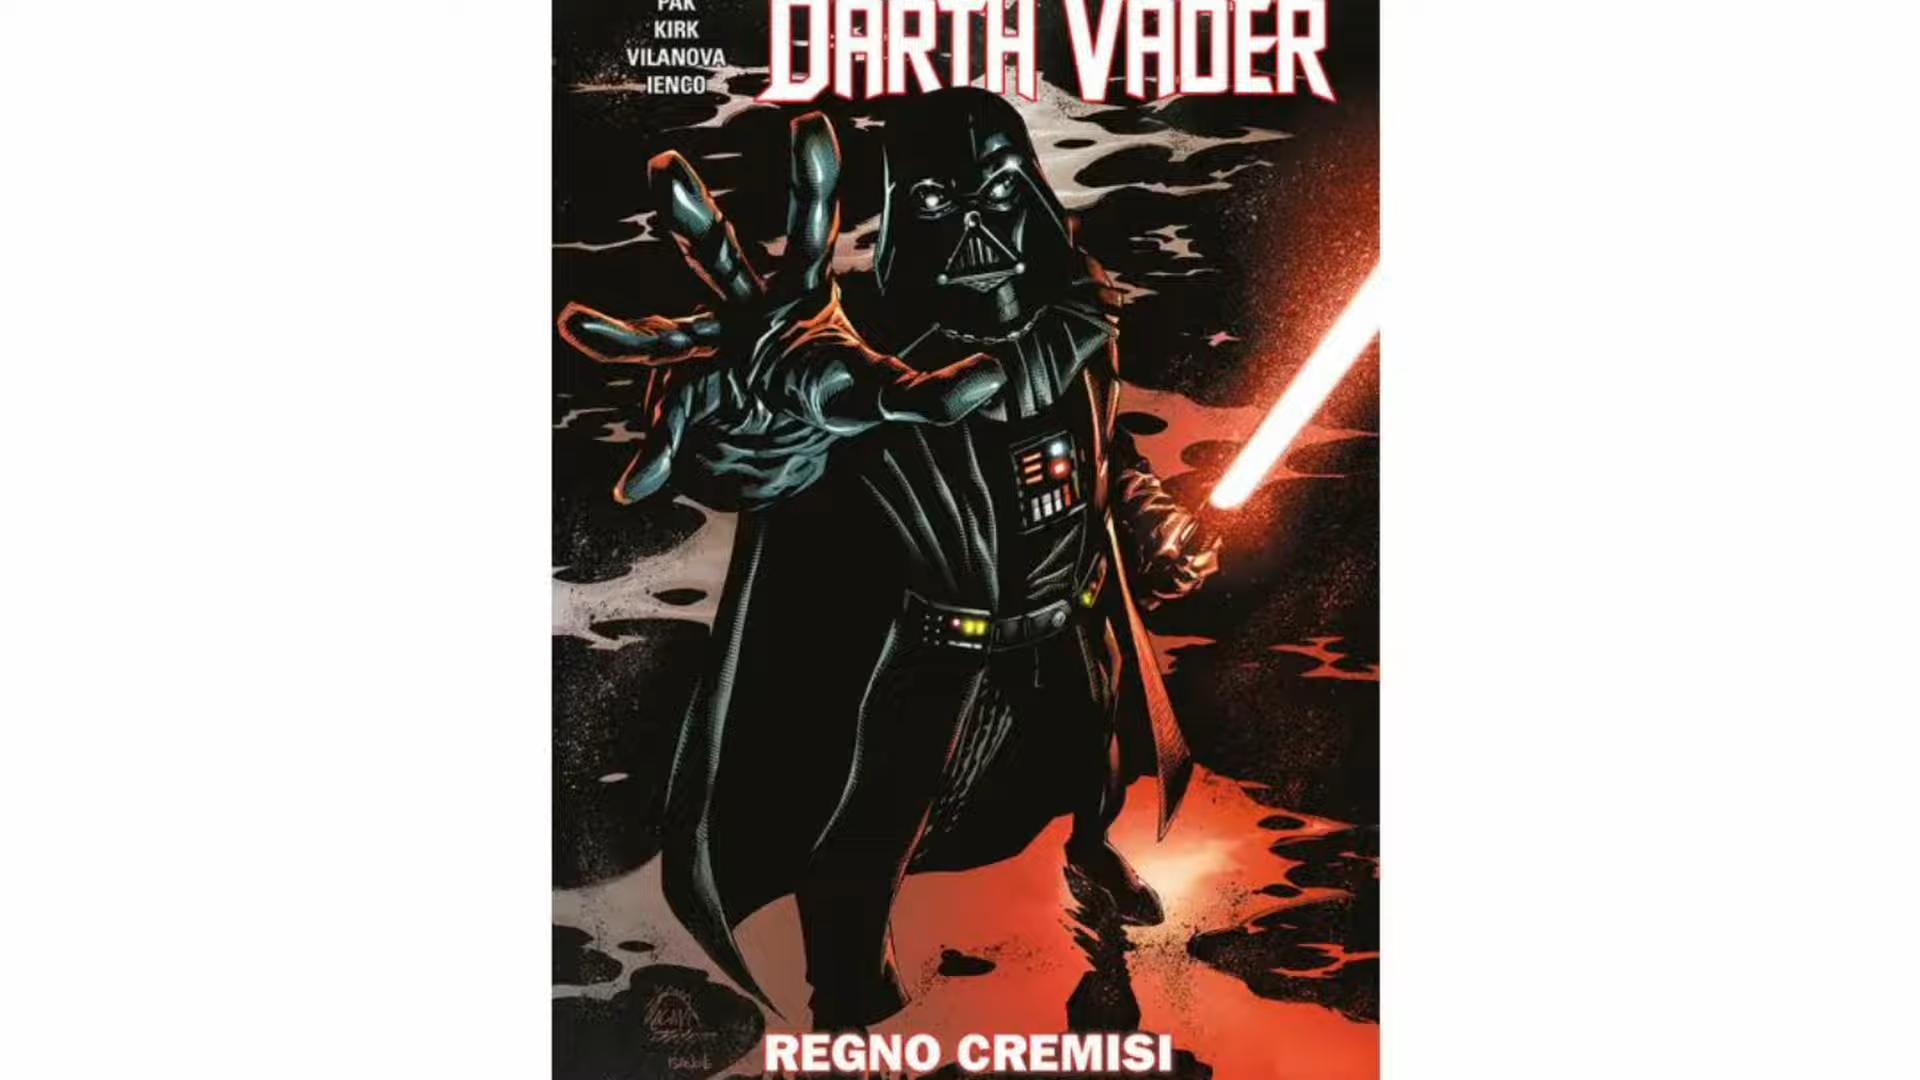 PAK
KIRK
VILANOVA
IENCO
DARTH VADER
REGNO CREMISI